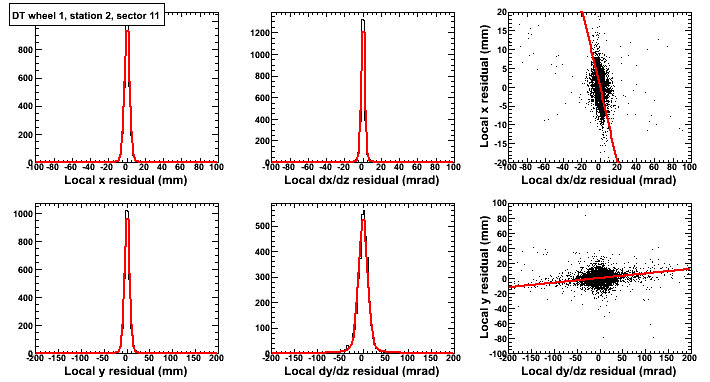 DT wheel 1, station 2, sector 11
800
600
400
200
0
-100 -80 -60 -40 -20 0 20 40 60 80 100
Local x residual (mm)
1200
1000
800
600
400
200
0
-100 -80 -60 -40 -20 0 20 40 60 80 100
Local dx/dz residual (mrad)
Local x residual (mm)
20
15
10
5
0
-5
-10
-15
-20
-100 -80 -60 -40 -20 0 20 40 60 80 100
Local dx/dz residual (mrad)
1000
800
600
400
200
0
-200 -150 -100 -50 0 50 100 150 200
Local y residual (mm)
500
400
300
200
100
0
-200 -150 -100 -50 0 50 100 150 200
Local dy/dz residual (mrad)
Local y residual (mm)
100
80
60
40
20
0
-20
-40
-60
-80
-100
-200 -150 -100 -50 0 50 100 150 200
Local dy/dz residual (mrad)